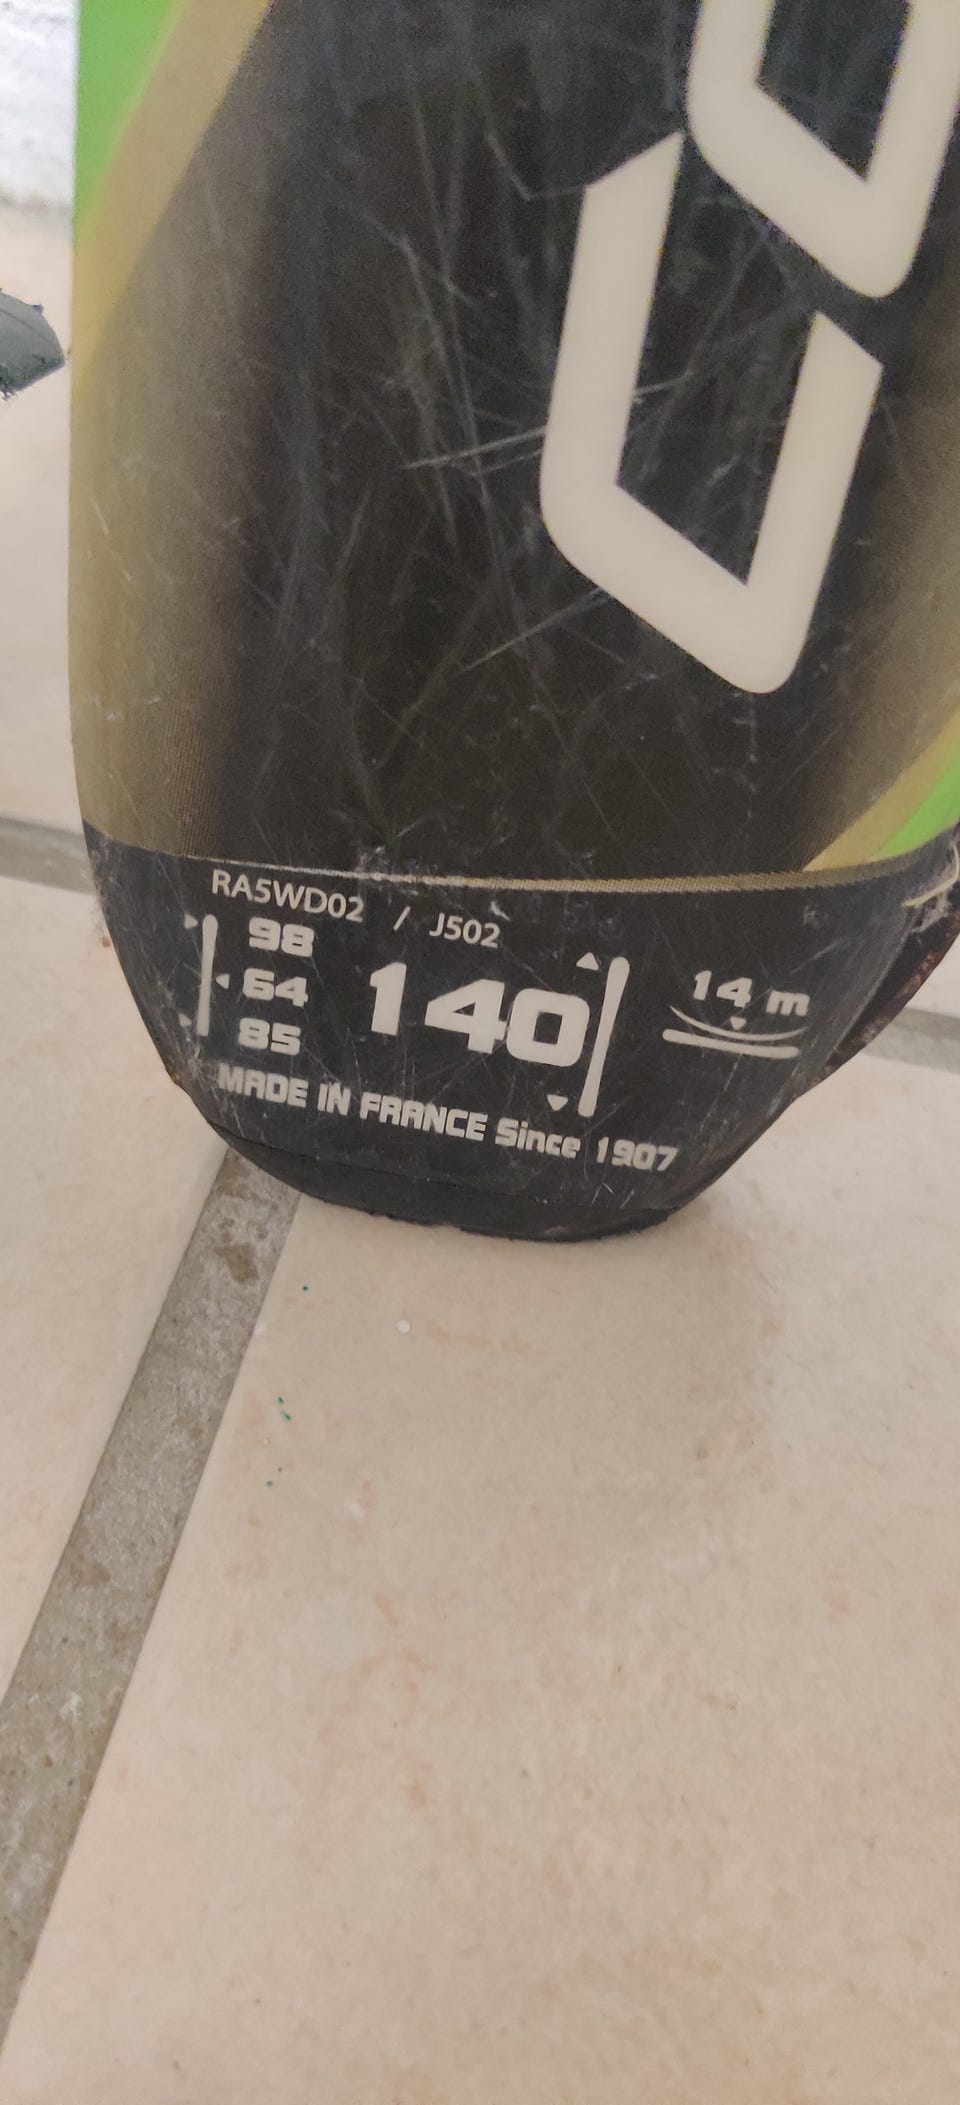 RA5WD02 / J502
98
64
85
140
14 m
MADE IN FRANCE Since 1907